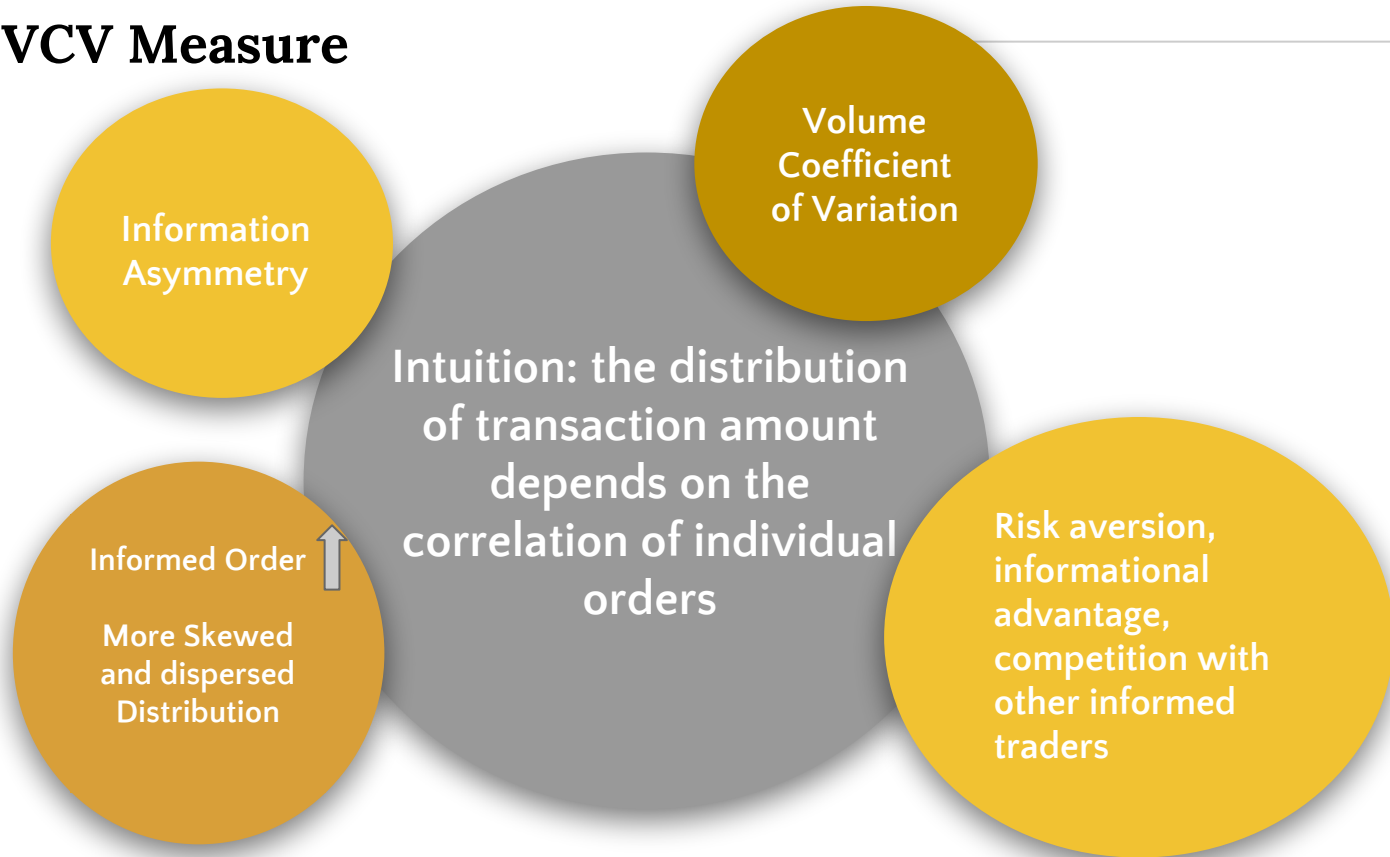 VCV Measure
Volume
Coefficient
of Variation
Information
Asymmetry
Intuition: the distribution
of transaction amount
depends on the
correlation of individual
orders
Informed Order
More Skewed
and dispersed
Distribution
Risk aversion,
informational
advantage,
competition with
other informed
traders